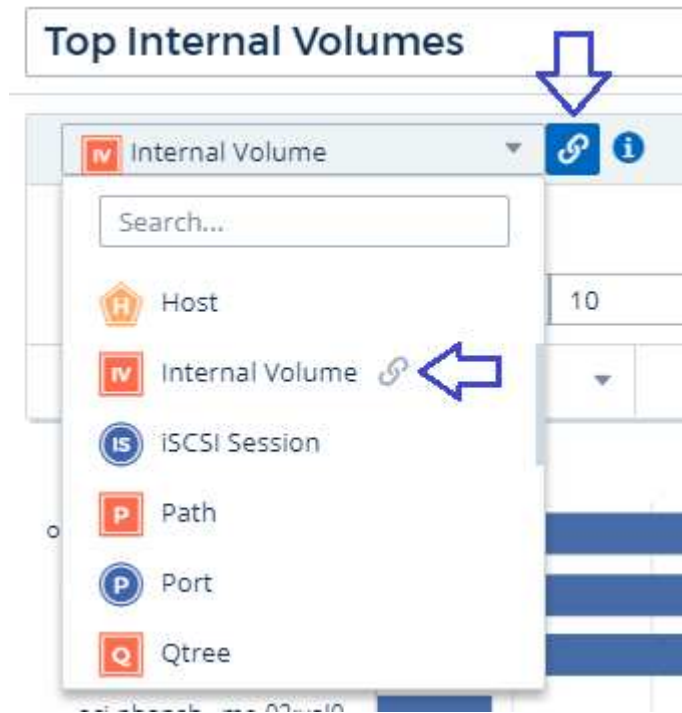 Top Internal Volumes
IV Internal Volume
i
Search...
H Host
10
IV Internal Volume
IS iSCSI Session
P Path
P Port
Q Qtree